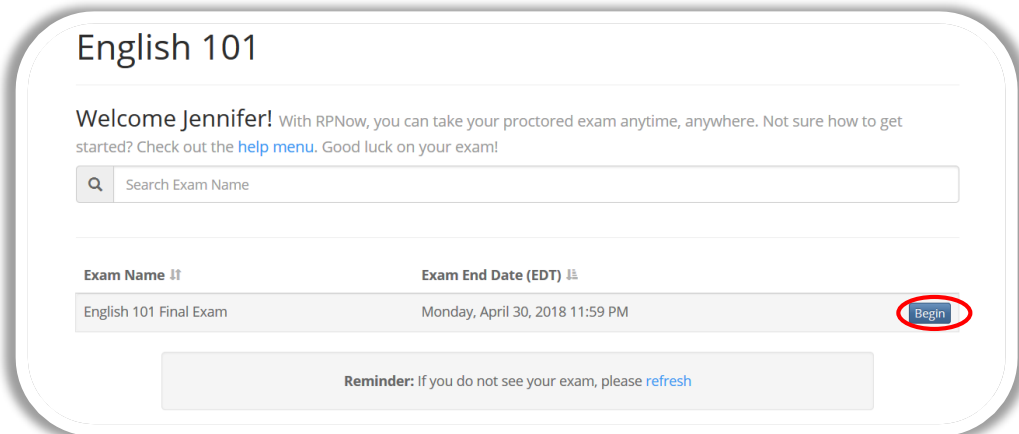 English 101
Welcome Jennifer! With RPNow, you can take your proctored exam anytime, anywhere. Not sure how to get
started? Check out the help menu. Good luck on your exam!
Search Exam Name
Exam Name Exam End Date (EDT)
English 101 Final Exam Monday, April 30, 2018 11:59 PM Begin
Reminder: If you do not see your exam, please refresh